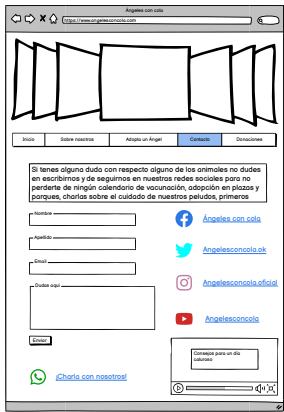 Ángeles con cola
https://www.angelesconcola.com
Inicio
Sobre nosotros
Adopta un Ángel
Contacto
Donaciones
Si tenes alguna duda con respecto alguno de los animales no dudes
en escribirnos y de seguirnos en nuestras redes sociales para no
perderte de ningún calendario de vacunación, adopción en plazas y
parques, charlas sobre el cuidado de nuestros peludos, primeros
Nombre
Apellido
Email
Dudas aquí
Enviar
¡Charla con nosotros!
Ángeles con cola
Angelesconcola.ok
Angelesconcola.oficial
Angelesconcola
Consejos para un día
caluroso